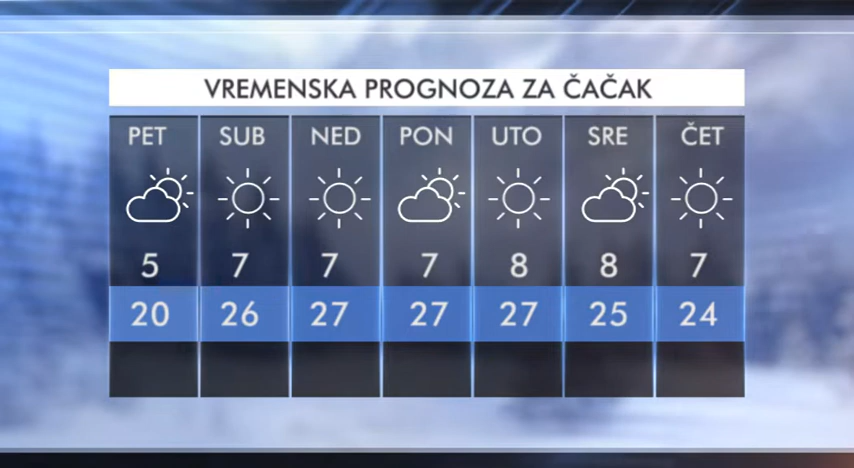 VREMENSKA PROGNOZA ZA ČAČAK
PET SUB NED PON UTO SRE ČET
5 7 7 7 8 8 7
20 26 27 27 27 25 24